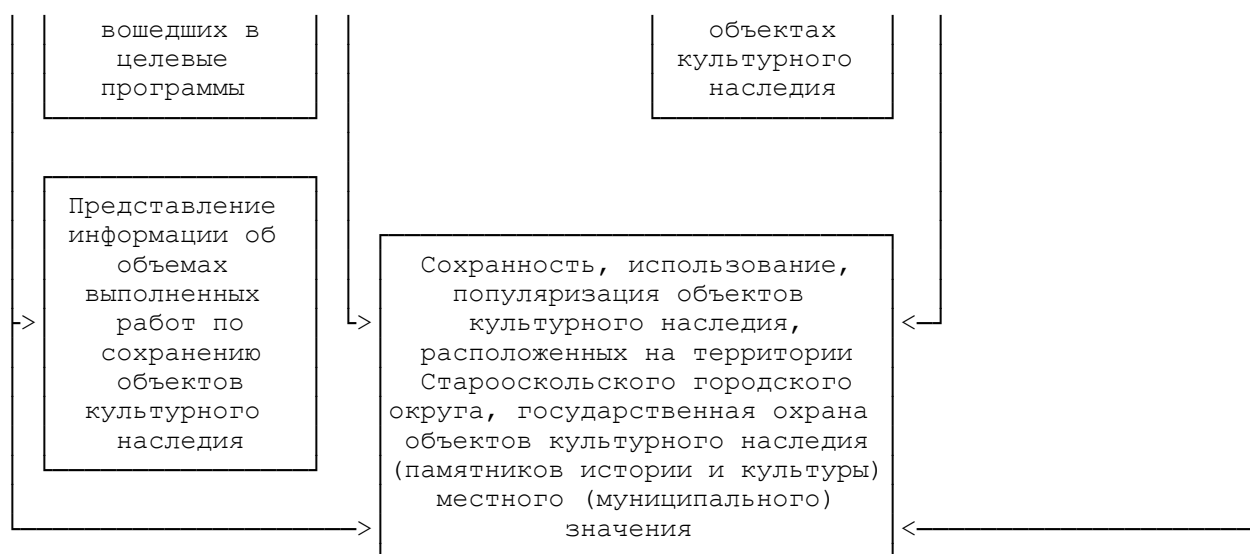 вошедших в
целевые
программы
объектах
культурного
наследия
Представление
информации об
объемах
выполненных
работ по
сохранению
объектов
культурного
наследия
Сохранность, использование,
популяризация объектов
культурного наследия,
расположенных на территории
Старооскольского городского
округа, государственная охрана
объектов культурного наследия
(памятников истории и культуры)
местного (муниципального)
значения